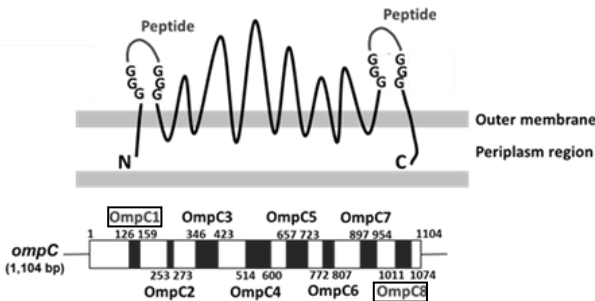 Peptide
Peptide
G G G
G G G
G G G
G G G
Outer membrane
Periplasm region
N
C
OmpC1 OmpC3 OmpC5 OmpC7
1 126 159 346 423 657 723 897 954 1104
ompC
(1,104 bp)
253 273 514 600 772 807 1011 1074
OmpC2 OmpC4 OmpC6 OmpC8